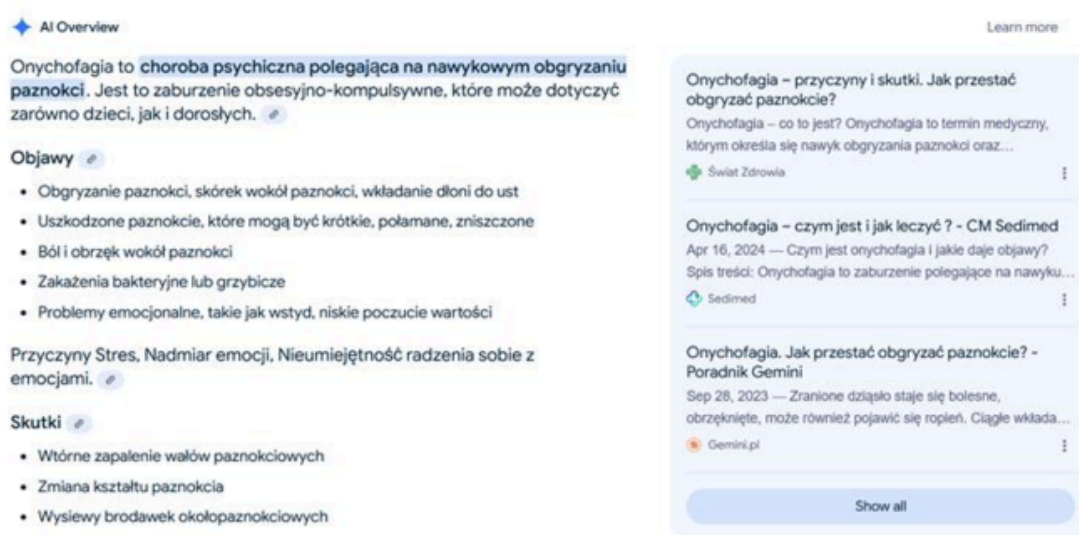 AI Overview
Learn more
Onychofagia to choroba psychiczna polegająca na nawykowym obgryzaniu
paznokci. Jest to zaburzenie obsesyjno-kompulsywne, które może dotyczyć
zarówno dzieci, jak i dorosłych.
Objawy
• Obgryzanie paznokci, skórek wokół paznokci, wkładanie dłoni do ust
• Uszkodzone paznokcie, które mogą być krótkie, połamane, zniszczone
• Ból i obrzęk wokół paznokci
• Zakażenia bakteryjne lub grzybicze
• Problemy emocjonalne, takie jak wstyd, niskie poczucie wartości
Przyczyny Stres, Nadmiar emocji, Nieumiejętność radzenia sobie z
emocjami.
Skutki
• Wtórne zapalenie wałów paznokciowych
• Zmiana kształtu paznokcia
• Wysiewy brodawek okołopaznokciowych
Onychofagia – przyczyny i skutki. Jak przestać
obgryzać paznokcie?
Onychofagia – co to jest? Onychofagia to termin medyczny,
którym określa się nawyk obgryzania paznokci oraz...
Świat Zdrowia
Onychofagia – czym jest i jak leczyć ? - CM Sedimed
Apr 16, 2024 — Czym jest onychofagia i jakie daje objawy?
Spis treści: Onychofagia to zaburzenie polegające na nawyku...
Sedimed
Onychofagia. Jak przestać obgryzać paznokcie? -
Poradnik Gemini
Sep 28, 2023 — Zranione dziąsło staje się bolesne,
obrzęknięte, może również pojawić się ropień. Ciągłe wkłada...
Gemini.pl
Show all